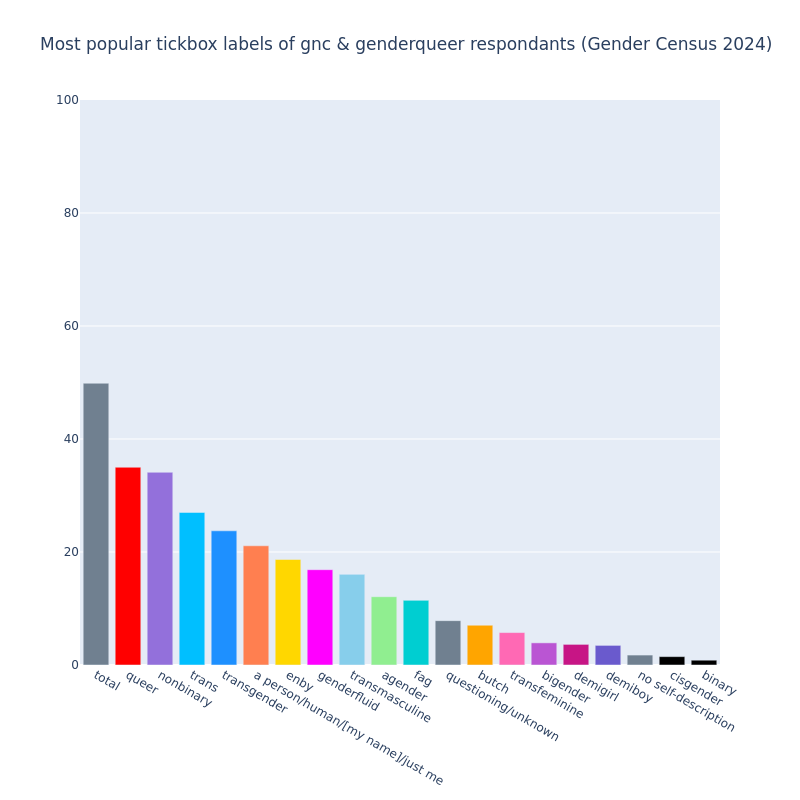 Most popular tickbox labels of gnc & genderqueer respondants (Gender Census 2024)
100
80
60
40
20
0
total
queer
nonbinary
trans
transgender
a person/human/[my name]/just me
enby
genderfluid
transmasculine
agender
fag
questioning/unknown
butch
transfeminine
bigender
demigirl
demiboy
no self-description
cisgender
binary